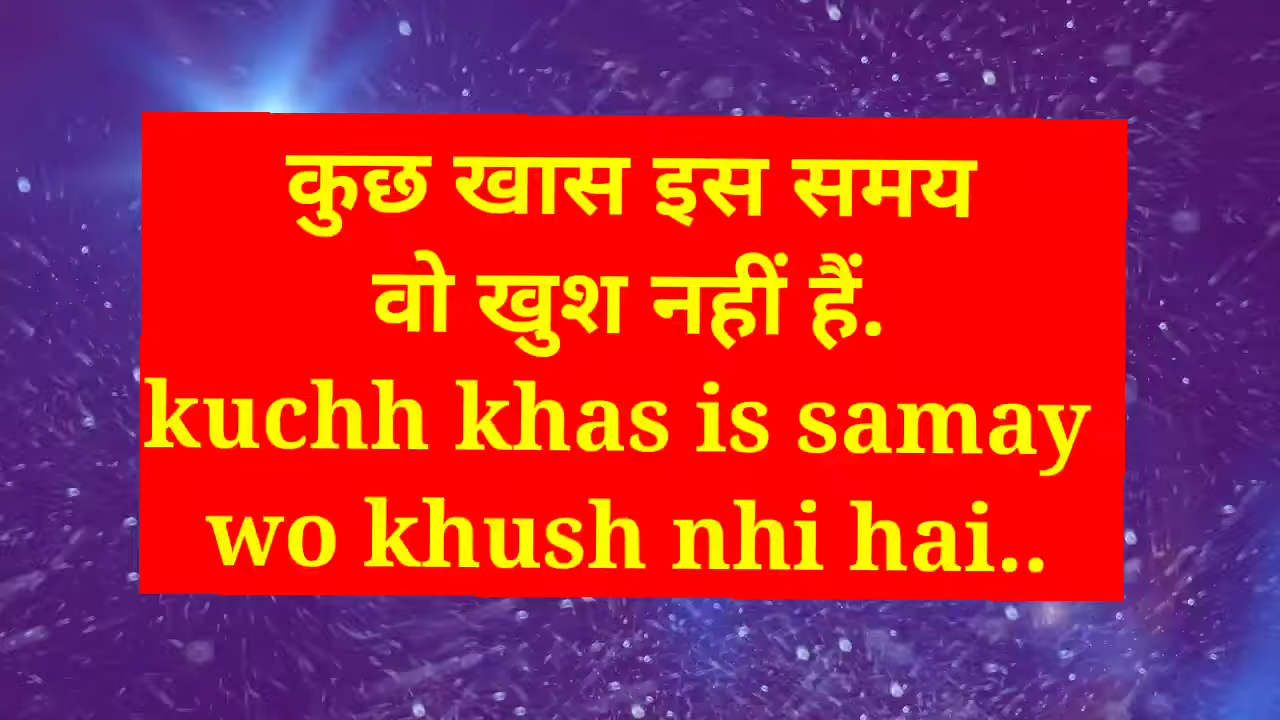 कुछ खास इस समय
वो खुश नहीं हैं.
kuchh khas is samay
wo khush nhi hai..